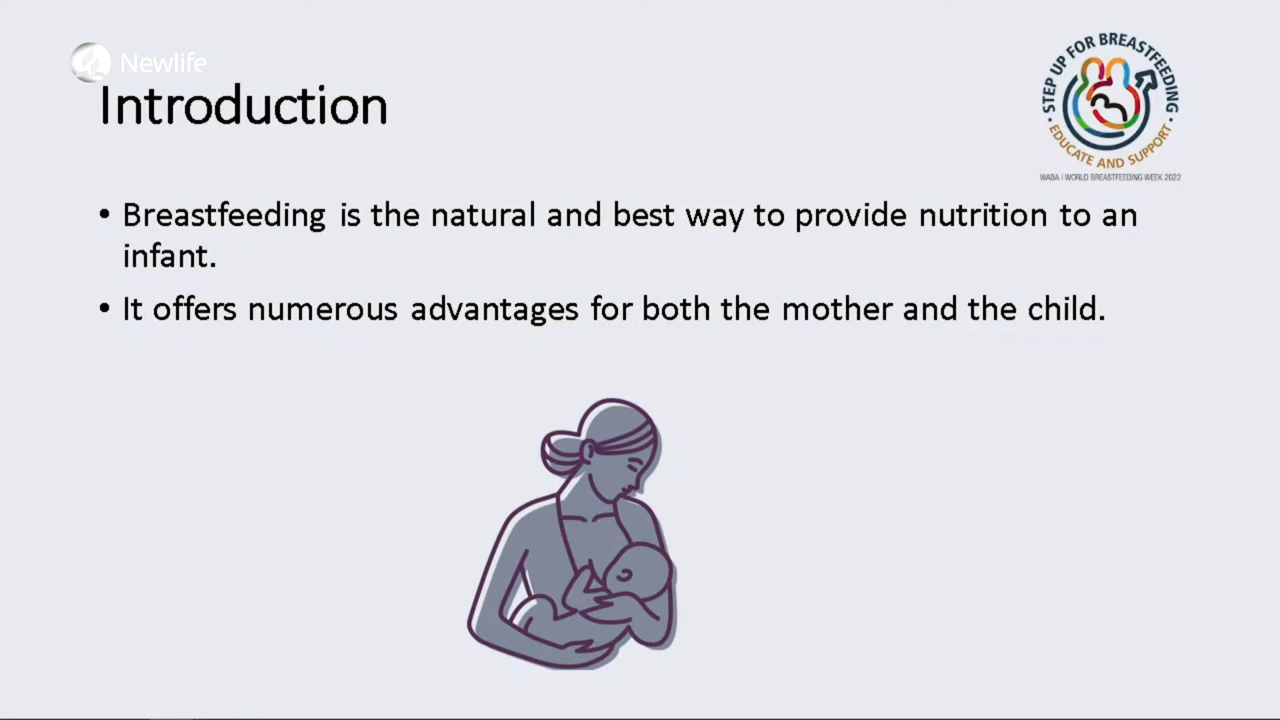 Newlife
Introduction
STEP UP FOR BREASTFEEDING
EDUCATE AND SUPPORT
WABA | WORLD BREASTFEEDING WEEK 2022
• Breastfeeding is the natural and best way to provide nutrition to an
infant.
• It offers numerous advantages for both the mother and the child.